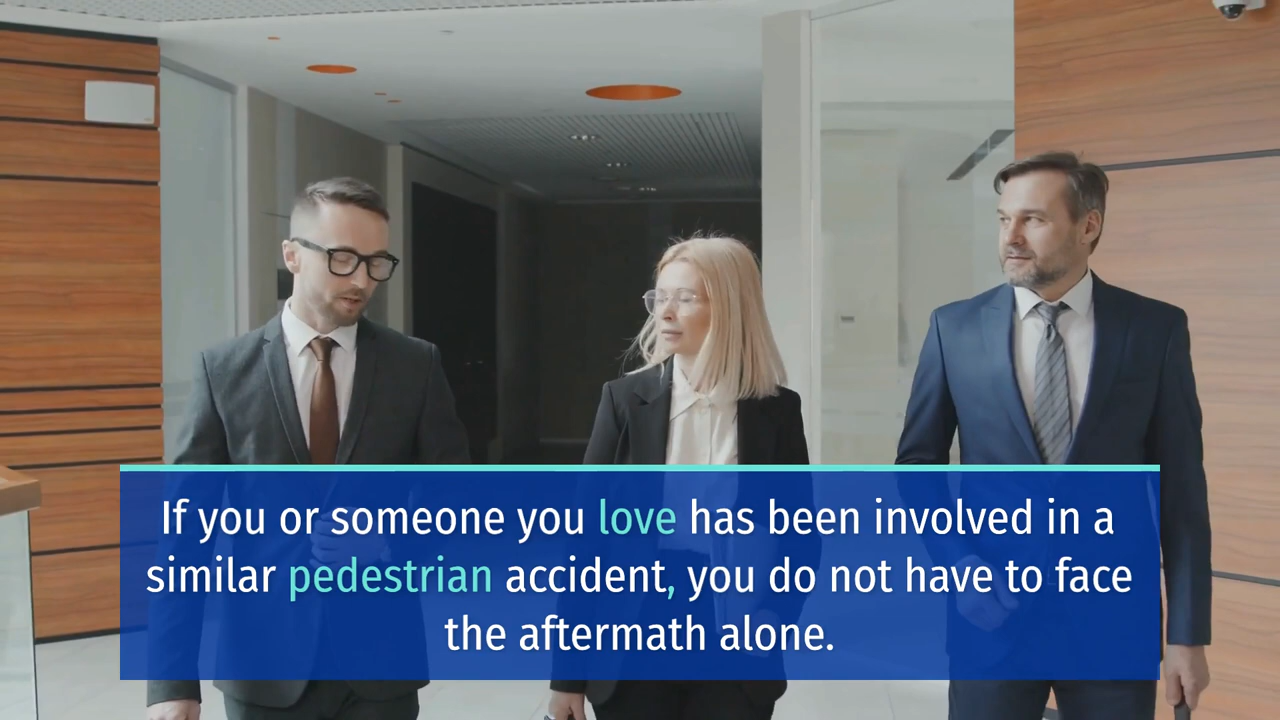 If you or someone you love has been involved in a
similar pedestrian accident, you do not have to face
the aftermath alone.